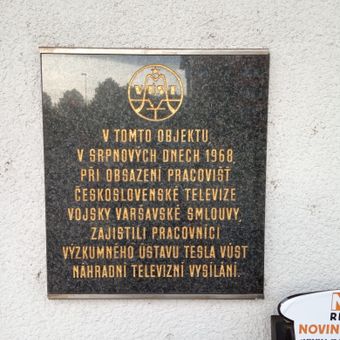 VÚST
V TOMTO OBJEKTU
V SRPNOVÝCH DNECH 1968,
PŘI OBSAZENÍ PRACOVIŠŤ
ČESKOSLOVENSKÉ TELEVIZE
VOJSKY VARŠAVSKÉ SMLOUVY,
ZAJISTILI PRACOVNÍCI
VÝZKUMNÉHO ÚSTAVU TESLA VÚST
NÁHRADNÍ TELEVIZNÍ VYSÍLÁNÍ.